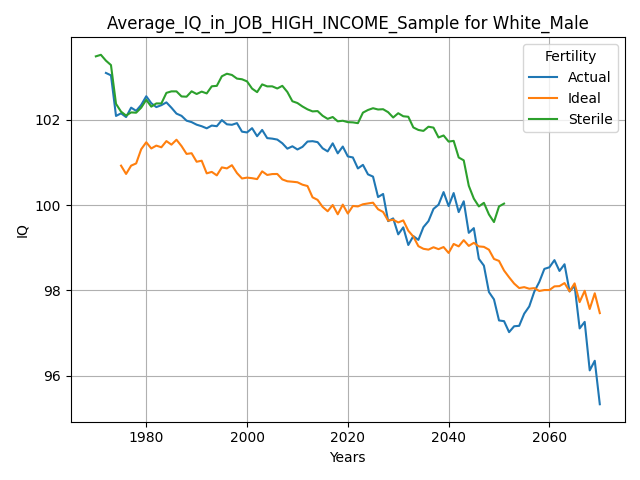 Average_IQ_in_JOB_HIGH_INCOME_Sample for White_Male
Fertility
Actual
Ideal
Sterile
IQ
102
100
98
96
1980
2000
2020
2040
2060
Years